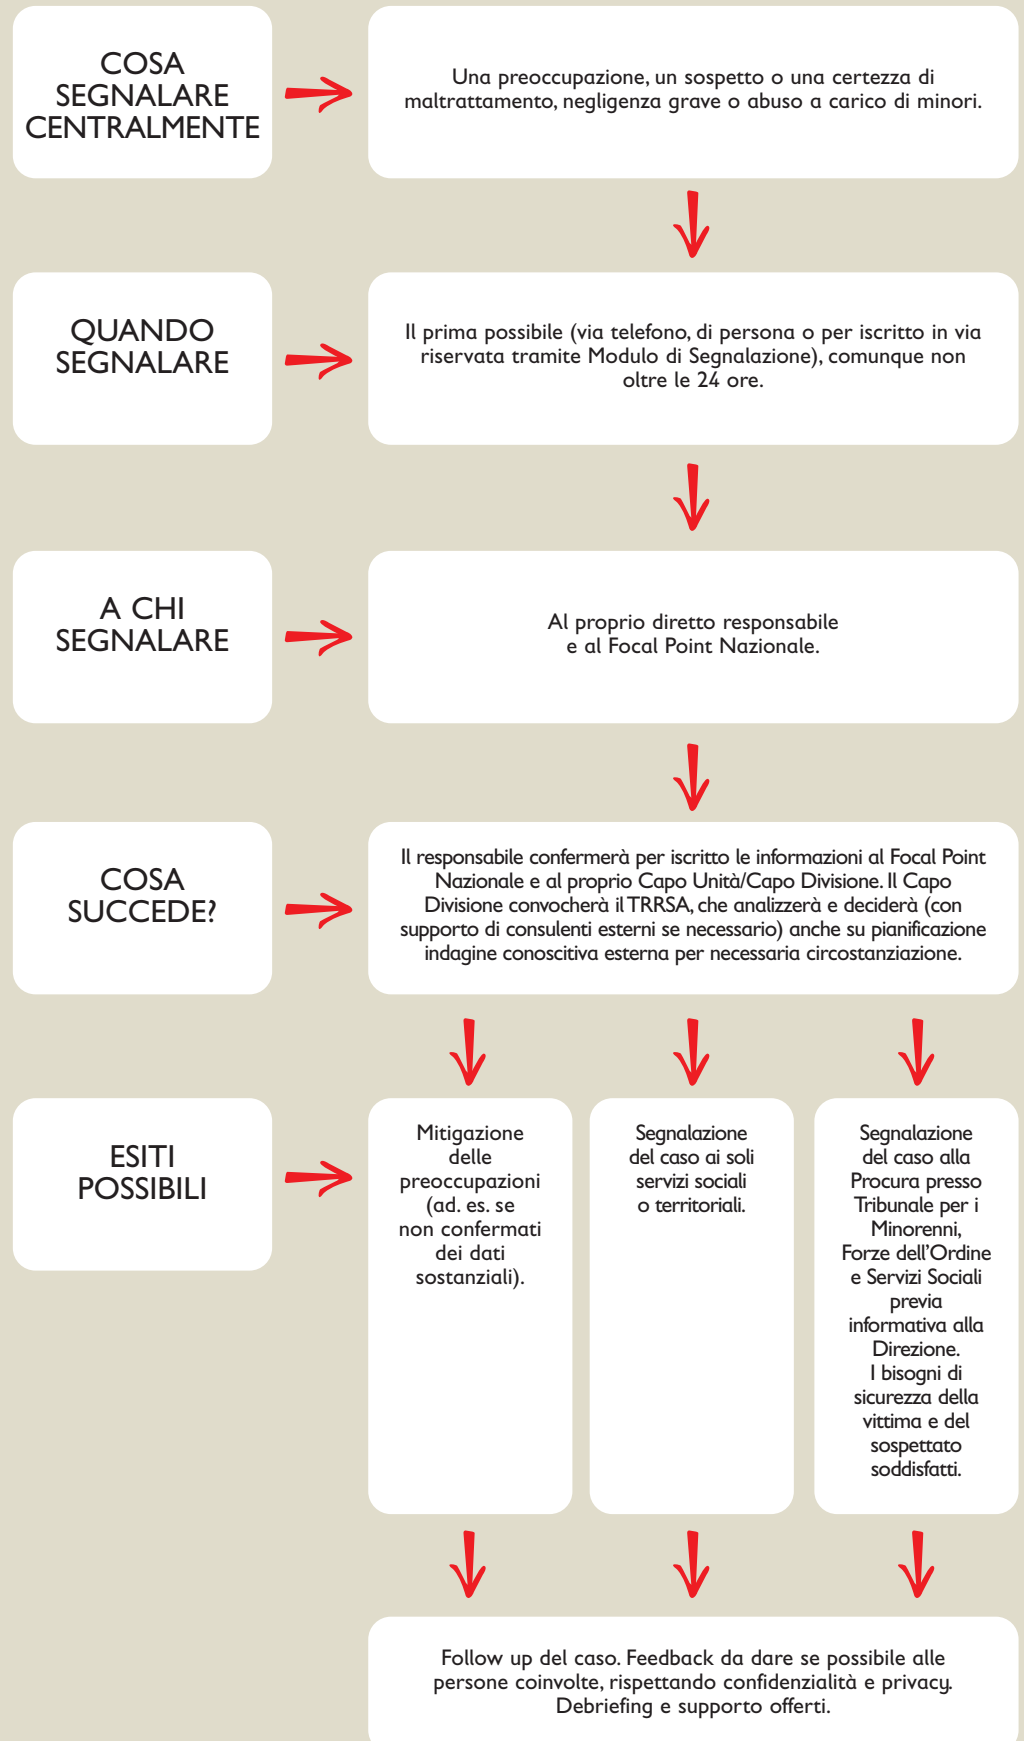 COSA
SEGNALARE
CENTRALMENTE
Una preoccupazione, un sospetto o una certezza di
maltrattamento, negligenza grave o abuso a carico di minori.
QUANDO
SEGNALARE
Il prima possibile (via telefono, di persona o per iscritto in via
riservata tramite Modulo di Segnalazione), comunque non
oltre le 24 ore.
A CHI
SEGNALARE
Al proprio diretto responsabile
e al Focal Point Nazionale.
COSA
SUCCEDE?
Il responsabile confermerà per iscritto le informazioni al Focal Point
Nazionale e al proprio Capo Unità/Capo Divisione. Il Capo
Divisione convocherà il TRRSA, che analizzerà e deciderà (con
supporto di consulenti esterni se necessario) anche su pianificazione
indagine conoscitiva esterna per necessaria circostanziazione.
ESITI
POSSIBILI
Mitigazione
delle
preoccupazioni
(ad. es. se
non confermati
dei dati
sostanziali).
Segnalazione
del caso ai soli
servizi sociali
o territoriali.
Segnalazione
del caso alla
Procura presso
Tribunale per i
Minorenni,
Forze dell'Ordine
e Servizi Sociali
previa
informativa alla
Direzione.
I bisogni di
sicurezza della
vittima e del
sospettato
soddisfatti.
Follow up del caso. Feedback da dare se possibile alle
persone coinvolte, rispettando confidenzialità e privacy.
Debriefing e supporto offerti.